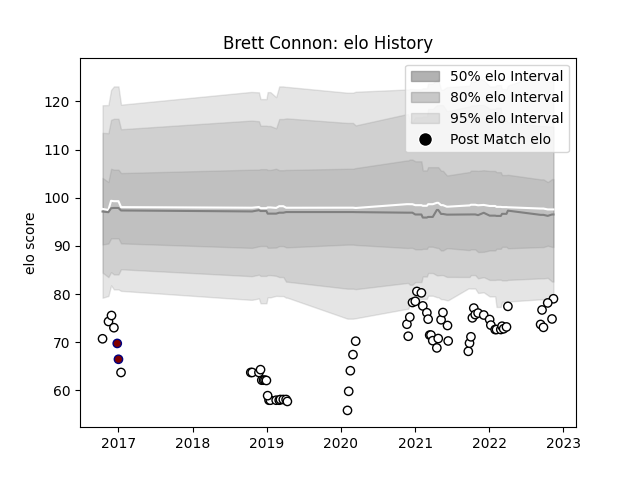 Brett Connon: elo History
50% elo Interval
80% elo Interval
95% elo Interval
Post Match elo
elo score
120
110
100
90
80
70
60
2017 2018 2019 2020 2021 2022 2023